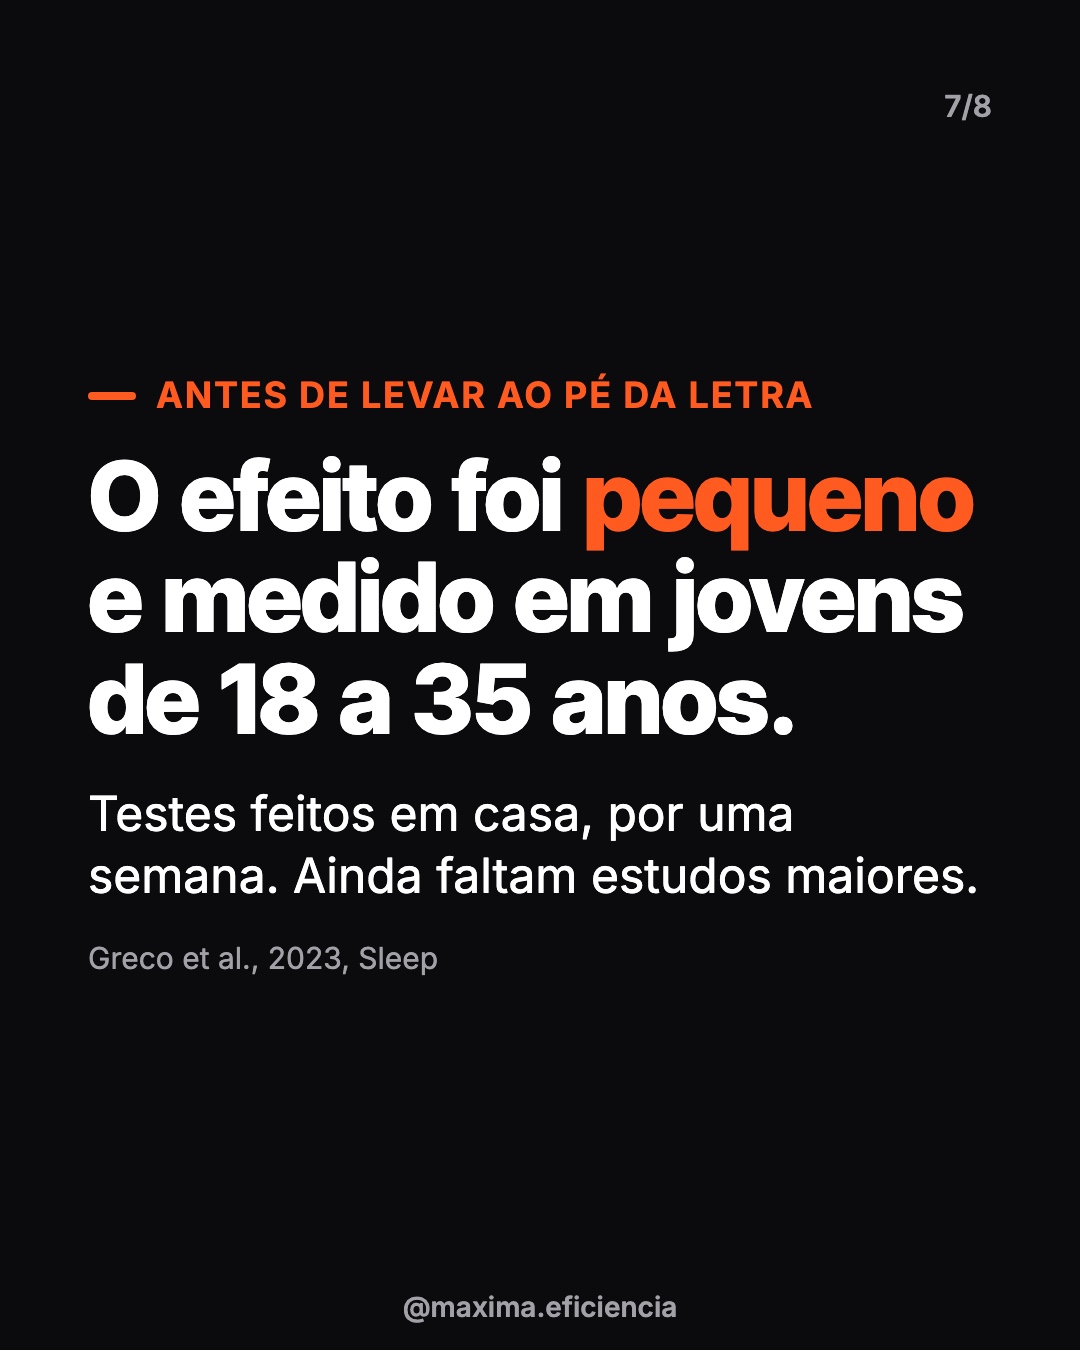 7/8
— ANTES DE LEVAR AO PÉ DA LETRA
O efeito foi pequeno
e medido em jovens
de 18 a 35 anos.
Testes feitos em casa, por uma
semana. Ainda faltam estudos maiores.
Greco et al., 2023, Sleep
@maxima.eficiencia